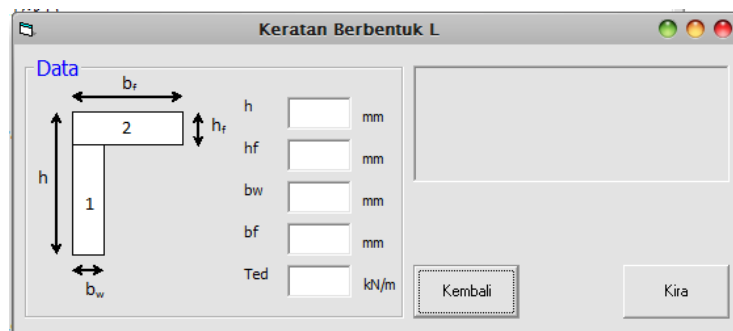 Keratan Berbentuk L
Data
bf
2
hf
h
1
bw
h mm
hf mm
bw mm
bf mm
Ted kN/m
Kembali
Kira